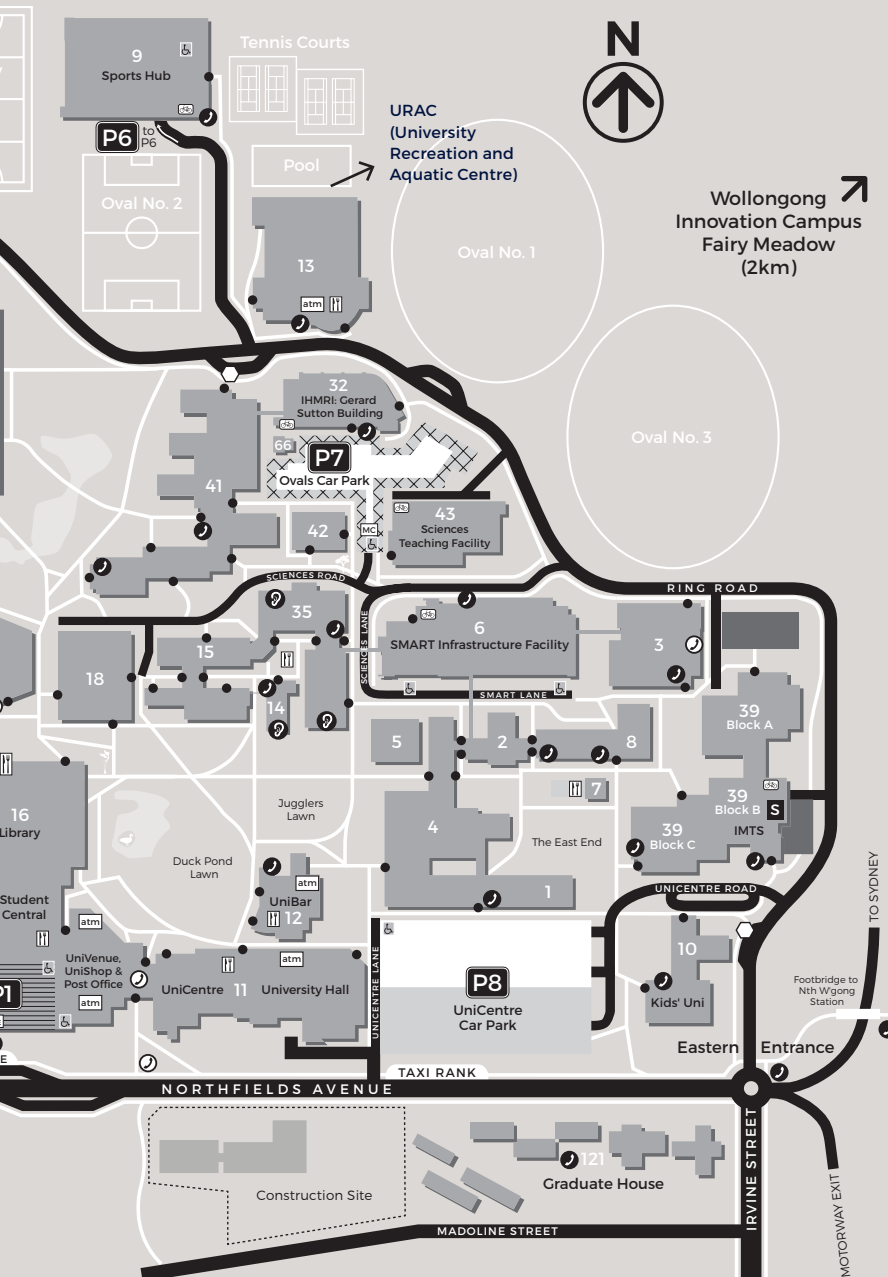 N
9
Sports Hub
Tennis Courts
P6
to
P6
URAC
(University
Recreation and
Aquatic Centre)
Pool
Oval No. 2
Wollongong
Innovation Campus
Fairy Meadow
(2km)
Oval No. 1
13
atm
32
IHMRI: Gerard
Sutton Building
66
P7
Ovals Car Park
Oval No. 3
41
42
MC
43
Sciences
Teaching Facility
SCIENCES ROAD
RING ROAD
35
SCIENCES LANE
6
SMART Infrastructure Facility
3
15
18
14
SMART LANE
5
2
8
39
Block A
16
Library
Jugglers
Lawn
4
7
39
Block B
S
IMTS
39
Block C
The East End
Duck Pond
Lawn
Student
Central
atm
UniBar
12
1
UNICENTRE ROAD
TO SYDNEY
atm
UniVenue,
UniShop &
Post Office
atm
P1
UniCentre
11
University Hall
atm
UNICENTRE LANE
P8
UniCentre
Car Park
10
Kids' Uni
Footbridge to
Nth W'gong
Station
Eastern
Entrance
E
TAXI RANK
NORTHFIELDS AVENUE
121
Graduate House
Construction Site
IRVINE STREET
MADOLINE STREET
MOTORWAY EXIT